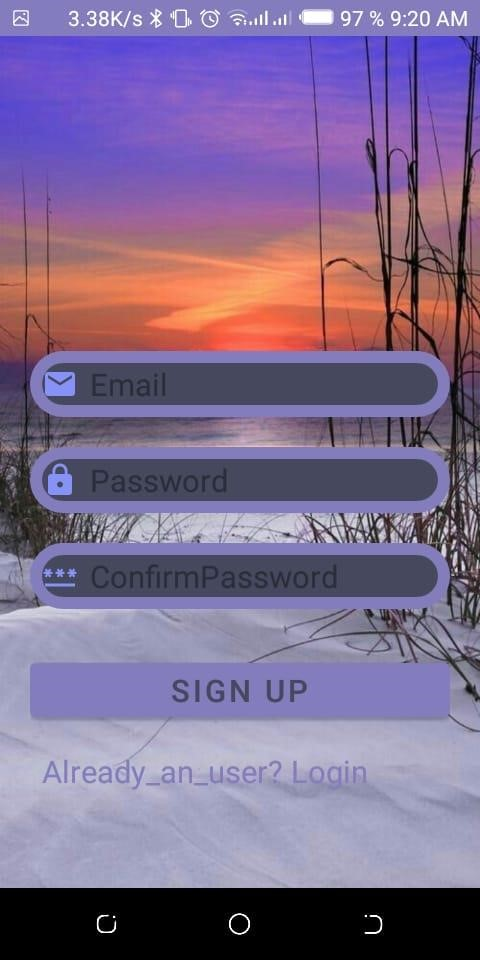 3.38K/s 97 % 9:20 AM
Email
Password
*** ConfirmPassword
SIGN UP
Already_an_user? Login